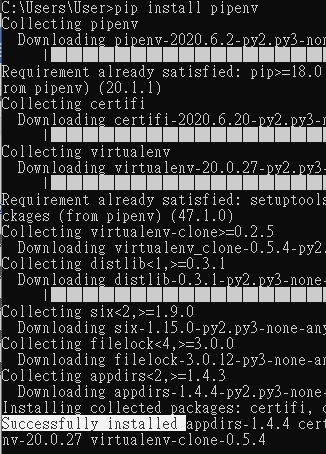 C:\Users\User>pip install pipenv
Collecting pipenv
Downloading pipenv-2020.6.2-py2.py3-no
Requirement already satisfied: pip>=18.0
rom pipenv) (20.1.1)
Collecting certifi
Downloading certifi-2020.6.20-py2.py3-n
Collecting virtualenv
Downloading virtualenv-20.0.27-py2.py3-
Requirement already satisfied: setuptools
ckages (from pipenv) (47.1.0)
Collecting virtualenv-clone>=0.2.5
Downloading virtualenv_clone-0.5.4-py2.
Collecting distlib<1,>=0.3.1
Downloading distlib-0.3.1-py2.py3-none-
Collecting six<2,>=1.9.0
Downloading six-1.15.0-py2.py3-none-any
Collecting filelock<4,>=3.0.0
Downloading filelock-3.0.12-py3-none-an
Collecting appdirs<2,>=1.4.3
Downloading appdirs-1.4.4-py2.py3-none-
Installing collected packages: certifi, d
Successfully installed appdirs-1.4.4 cert
nv-20.0.27 virtualenv-clone-0.5.4